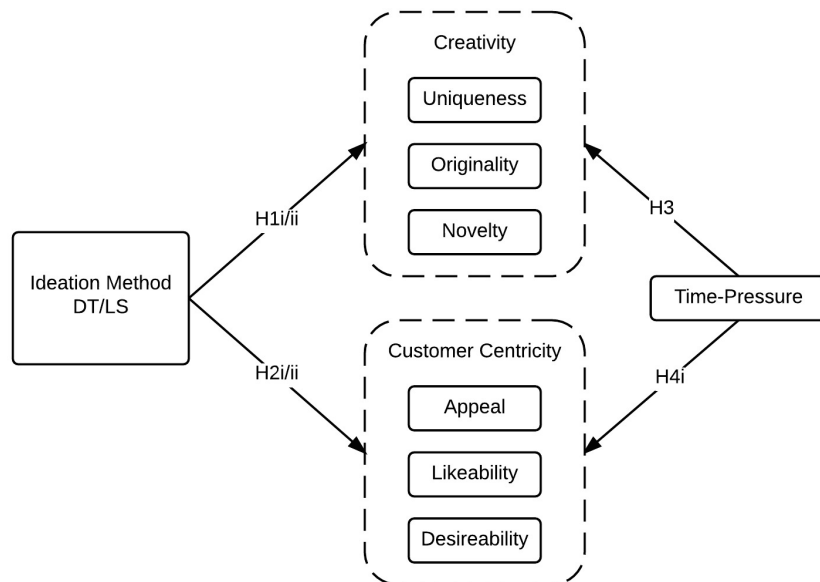 Creativity
Uniqueness
Originality
Novelty
H1i/ii
H3
Ideation Method
DT/LS
Time-Pressure
H2i/ii
H4i
Customer Centricity
Appeal
Likeability
Desireability